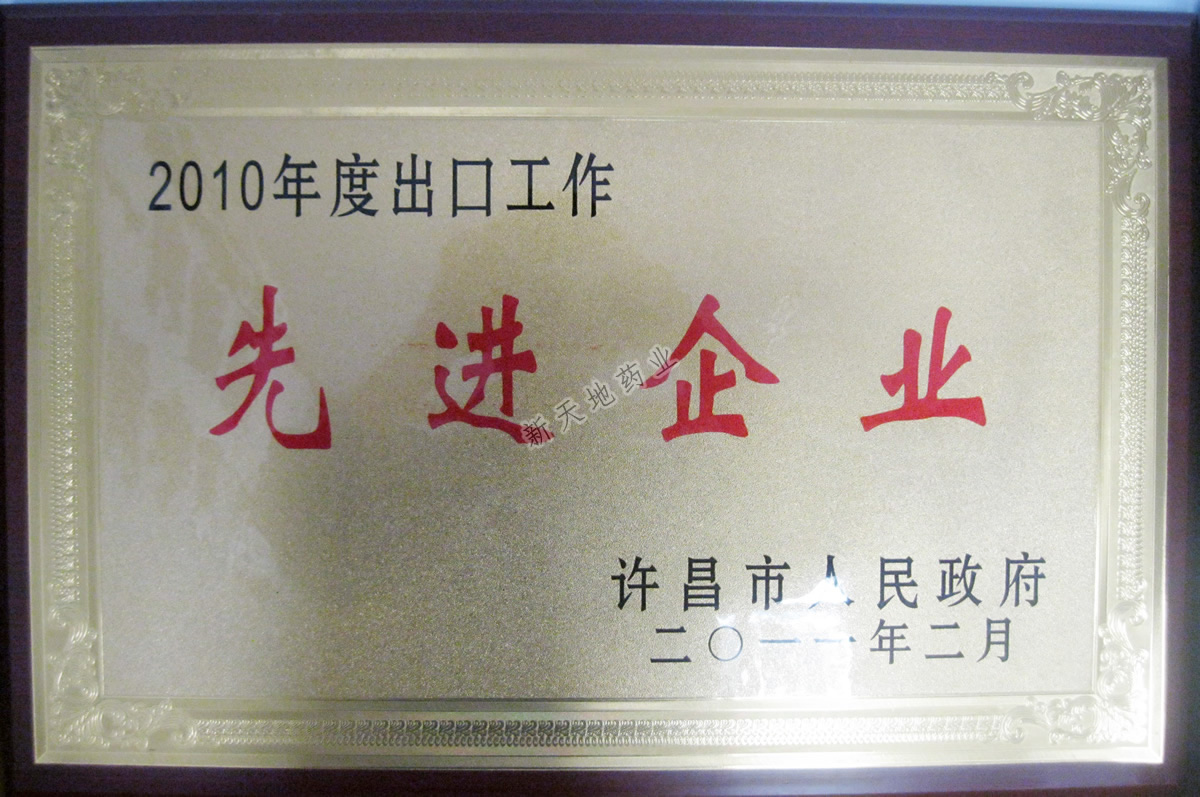 2010年度出口工作
先进企业
新天地药业
许昌市人民政府
二〇一一年二月